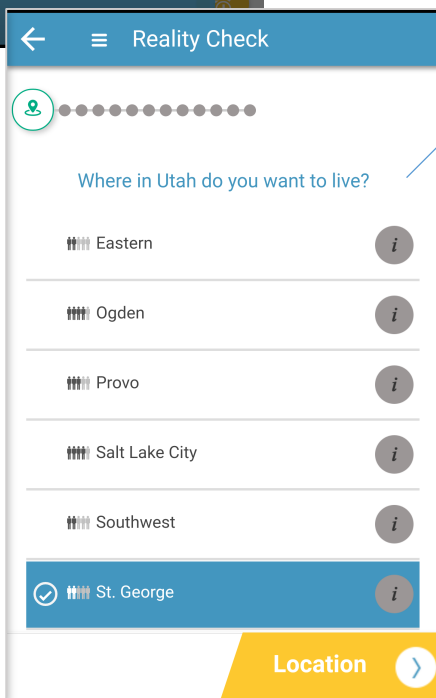 Reality Check
Where in Utah do you want to live?
Eastern
i
Ogden
i
Provo
i
Salt Lake City
i
Southwest
i
St. George
i
Location